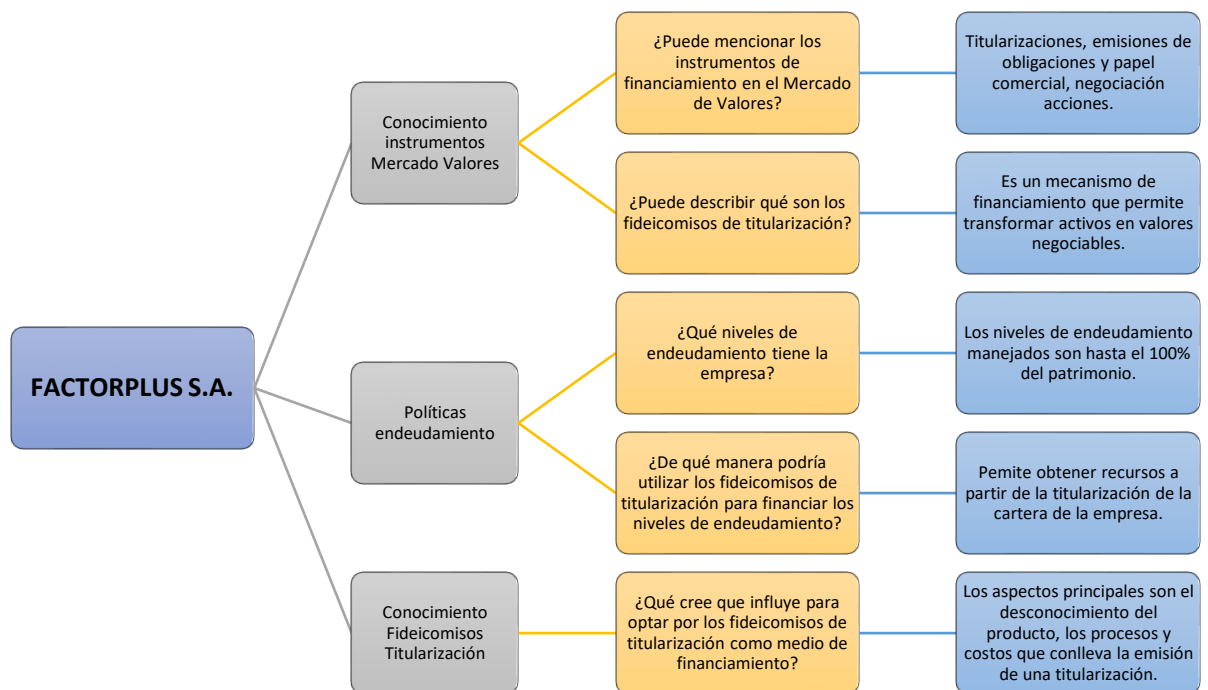 FACTORPLUS S.A.
Conocimiento
instrumentos
Mercado Valores
¿Puede mencionar los
instrumentos de
financiamiento en el Mercado
de Valores?
Titularizaciones, emisiones de
obligaciones y papel
comercial, negociación
acciones.
¿Puede describir qué son los
fideicomisos de titularización?
Es un mecanismo de
financiamiento que permite
transformar activos en valores
negociables.
Políticas
endeudamiento
¿Qué niveles de
endeudamiento tiene la
empresa?
Los niveles de endeudamiento
manejados son hasta el 100%
del patrimonio.
¿De qué manera podría
utilizar los fideicomisos de
titularización para financiar los
niveles de endeudamiento?
Pemite obtener recursos a
partir de la titularización de la
cartera de la empresa.
Conocimiento
Fideicomisos
Titularización
¿Qué cree que influye para
optar por los fideicomisos de
titularización como medio de
financiamiento?
Los aspectos principales son el
desconocimiento del
producto, los procesos y
costos que conlleva la emisión
de una titularización.